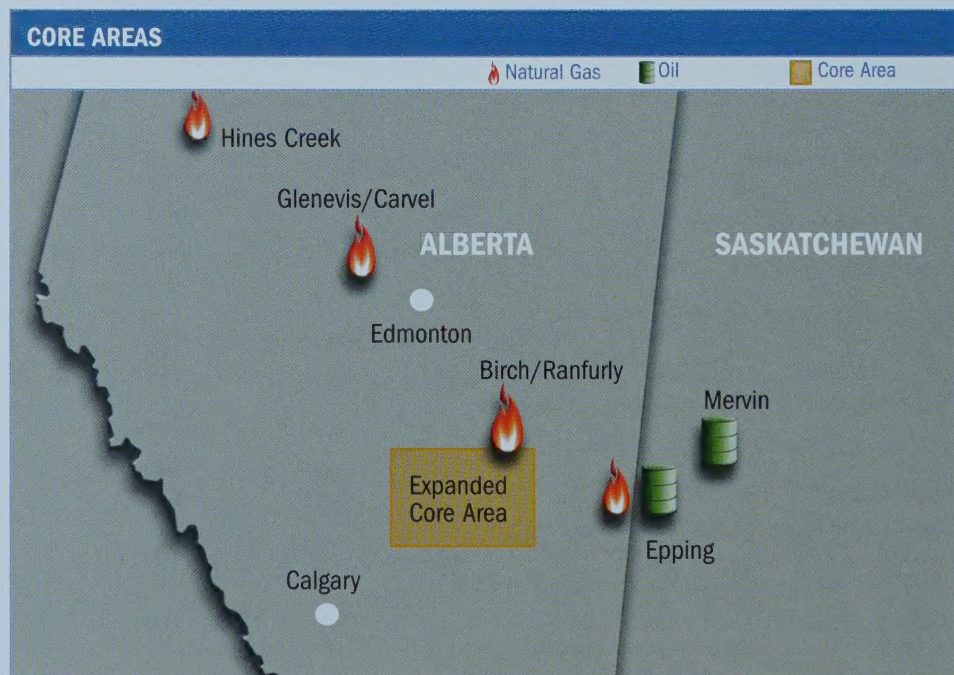 CORE AREAS
Natural Gas
Oil
Core Area
Hines Creek
Glenevis/Carvel
ALBERTA
SASKATCHEWAN
Edmonton
Birch/Ranfurly
Mervin
Expanded
Core Area
Epping
Calgary